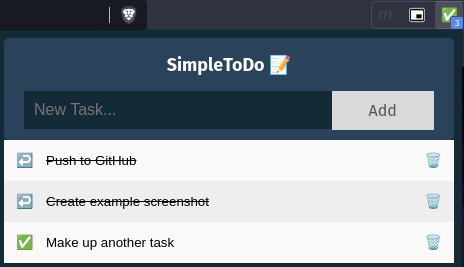 m
3
SimpleToDo 📝
New Task...
Add
Push to GitHub
Create example screenshot
Make up another task